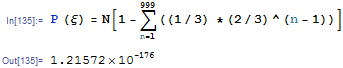 In[135]:= P (ξ) = N[1 - ∑_{n=1}^{999} ((1/3) * (2/3) ^ (n - 1))]
Out[135]= 1.21572×10^-176